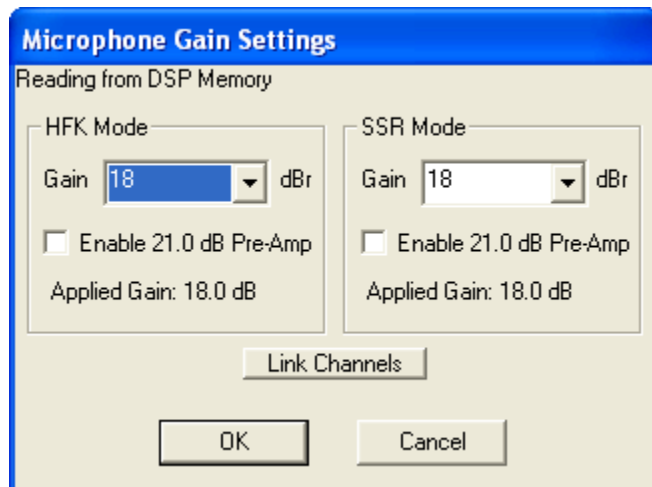 Microphone Gain Settings
Reading from DSP Memory
HFK Mode
Gain 18 dBr
Enable 21.0 dB Pre-Amp
Applied Gain: 18.0 dB
SSR Mode
Gain 18 dBr
Enable 21.0 dB Pre-Amp
Applied Gain: 18.0 dB
Link Channels
OK
Cancel